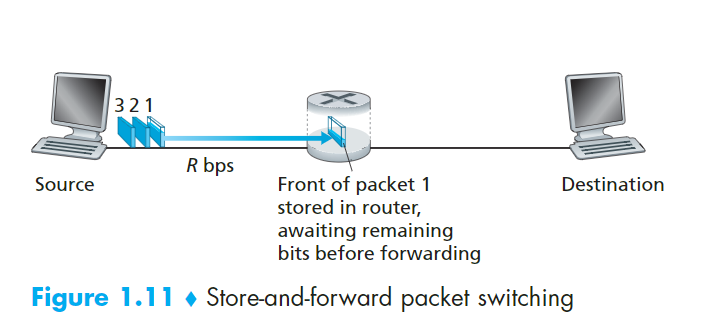 3 2 1
R bps
Source
Front of packet 1
stored in router,
awaiting remaining
bits before forwarding
Destination
Figure 1.11 ♦ Store-and-forward packet switching